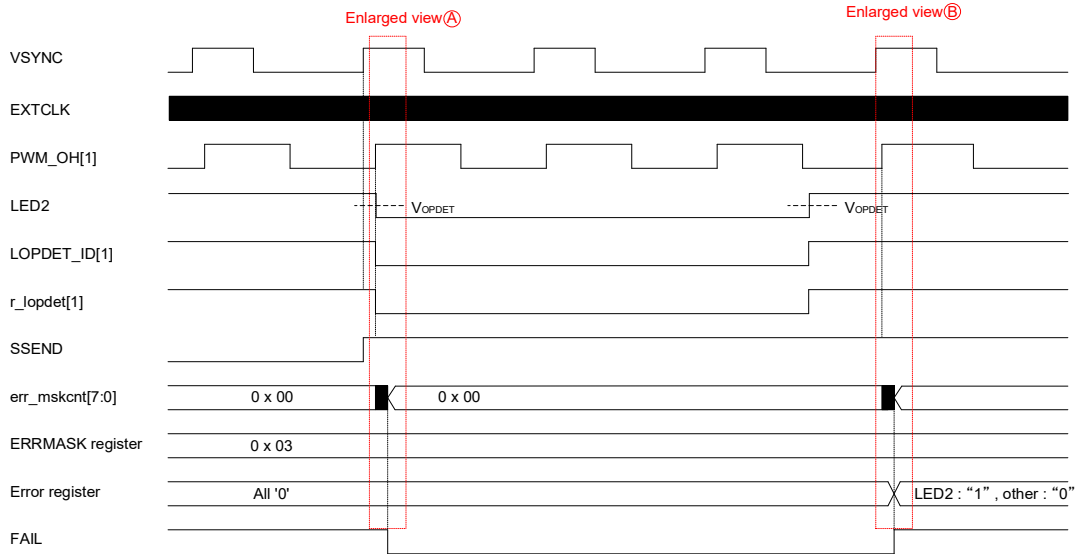 Enlarged viewⒶ
Enlarged viewⒷ
VSYNC
EXTCLK
PWM_OH[1]
LED2
VOPDET
VOPDET
LOPDET_ID[1]
r_lopdet[1]
SSEND
err_mskcnt[7:0]
0 x 00
0 x 00
ERRMASK register
0 x 03
Error register
All '0'
LED2 : “1” , other : “0”
FAIL